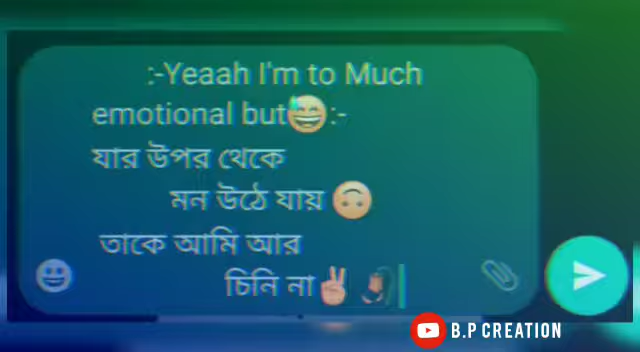 :-Yeaah I'm to Much
emotional but😅:-
যার উপর থেকে
মন উঠে যায় 🙃
তাকে আমি আর
চিনি না✌
B.P CREATION